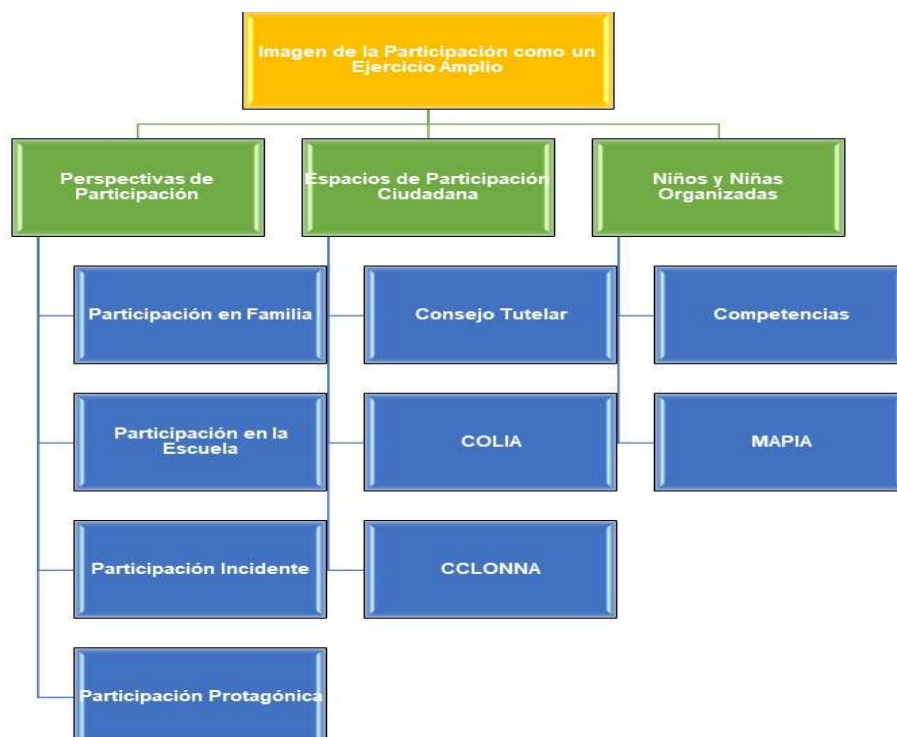 Imagen de la Participación como un
Ejercicio Amplio
Perspectivas de
Participación
Espacios de Participación
Ciudadana
Niños y Niñas
Organizadas
Participación en Familia
Consejo Tutelar
Competencias
Participación en la
Escuela
COLIA
MAPIA
Participación Incidente
CCLONNA
Participación Protagónica